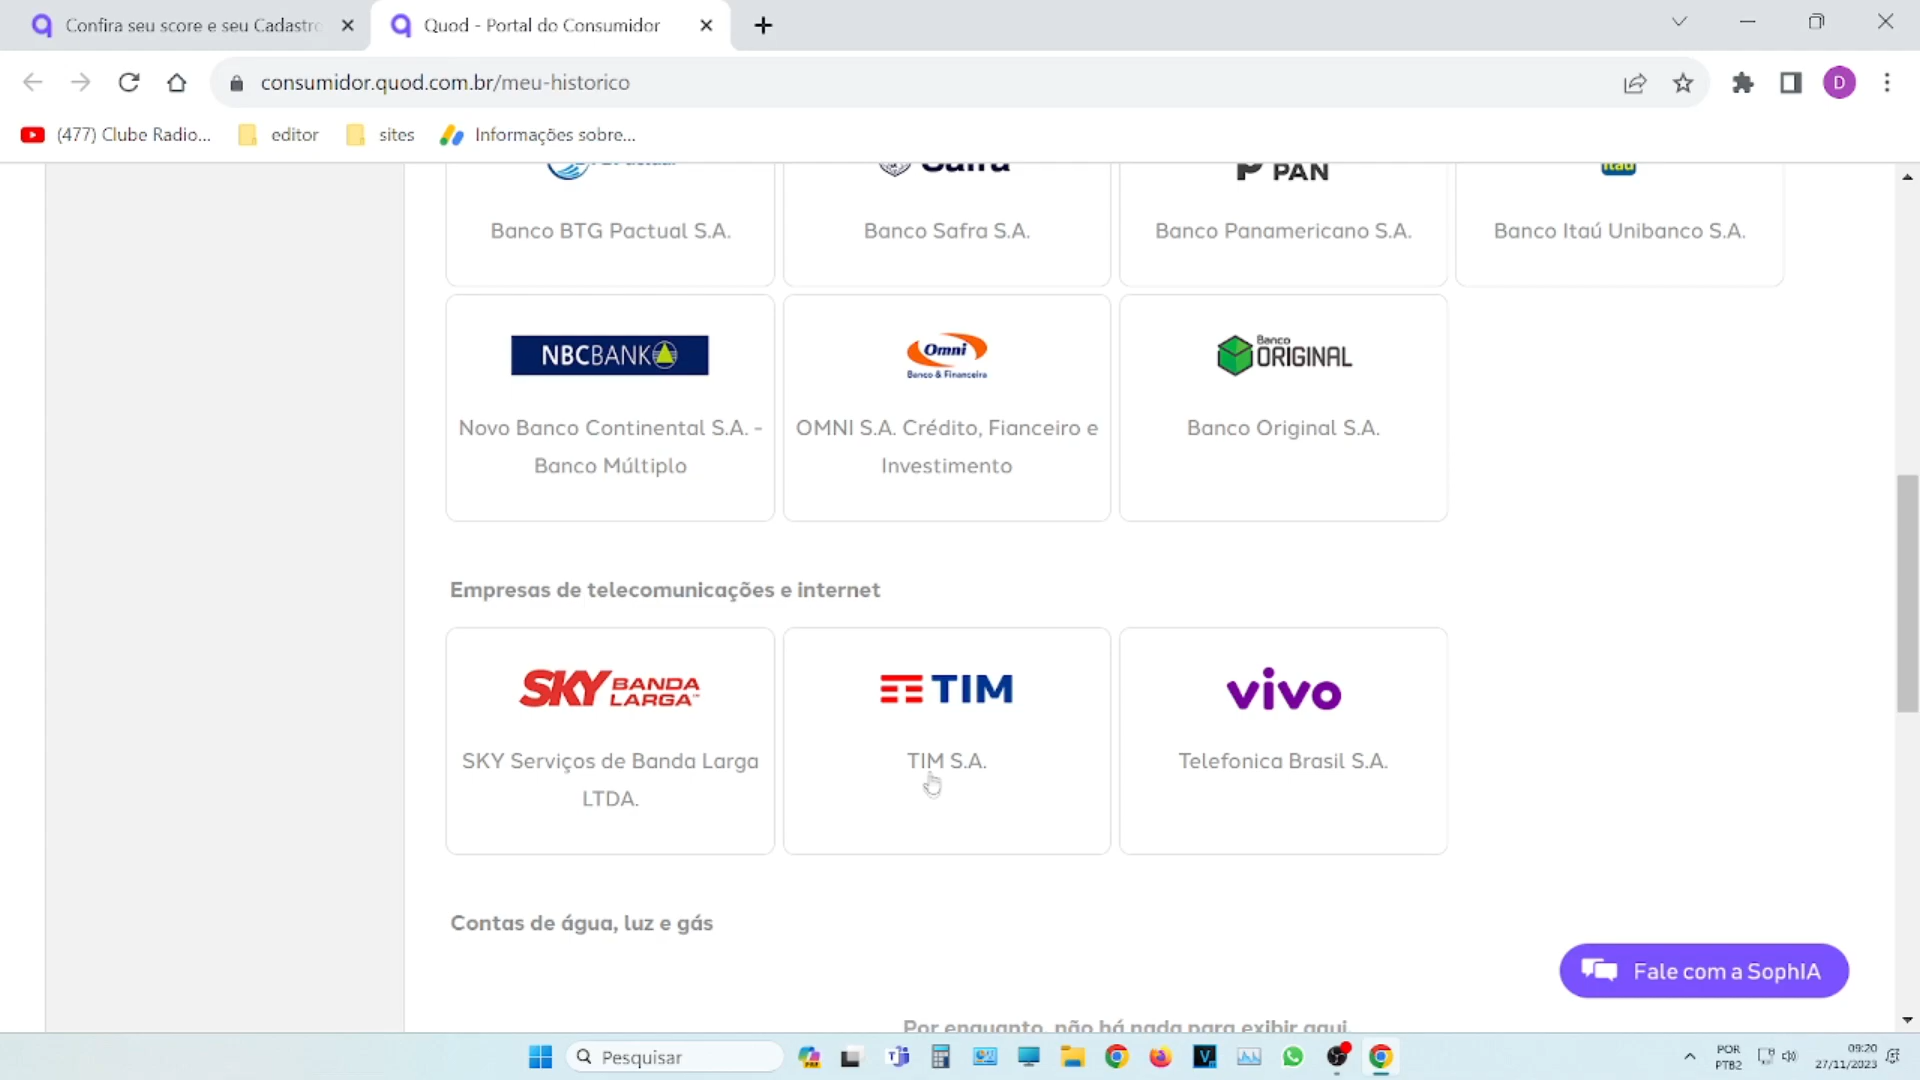 Confira seu score e seu Cadastro
Quod - Portal do Consumidor
consumidor.quod.com.br/meu-historico
D
(477) Clube Radio...
editor
sites
Informações sobre...
PAN
Banco BTG Pactual S.A.
Banco Safra S.A.
Banco Panamericano S.A.
Banco Itaú Unibanco S.A.
NBCBANK
Omni
Banco & Financeira
Banco
ORIGINAL
Novo Banco Continental S.A. -
Banco Múltiplo
OMNI S.A. Crédito, Fianceiro e
Investimento
Banco Original S.A.
Empresas de telecomunicações e internet
SKY BANDA
LARGA
TIM
vivo
SKY Serviços de Banda Larga
LTDA.
TIM S.A.
Telefonica Brasil S.A.
Contas de água, luz e gás
Fale com a SophIA
Por enquanto, não há nada para exibir aqui.
Pesquisar
POR
PTB2
09:20
27/11/2023